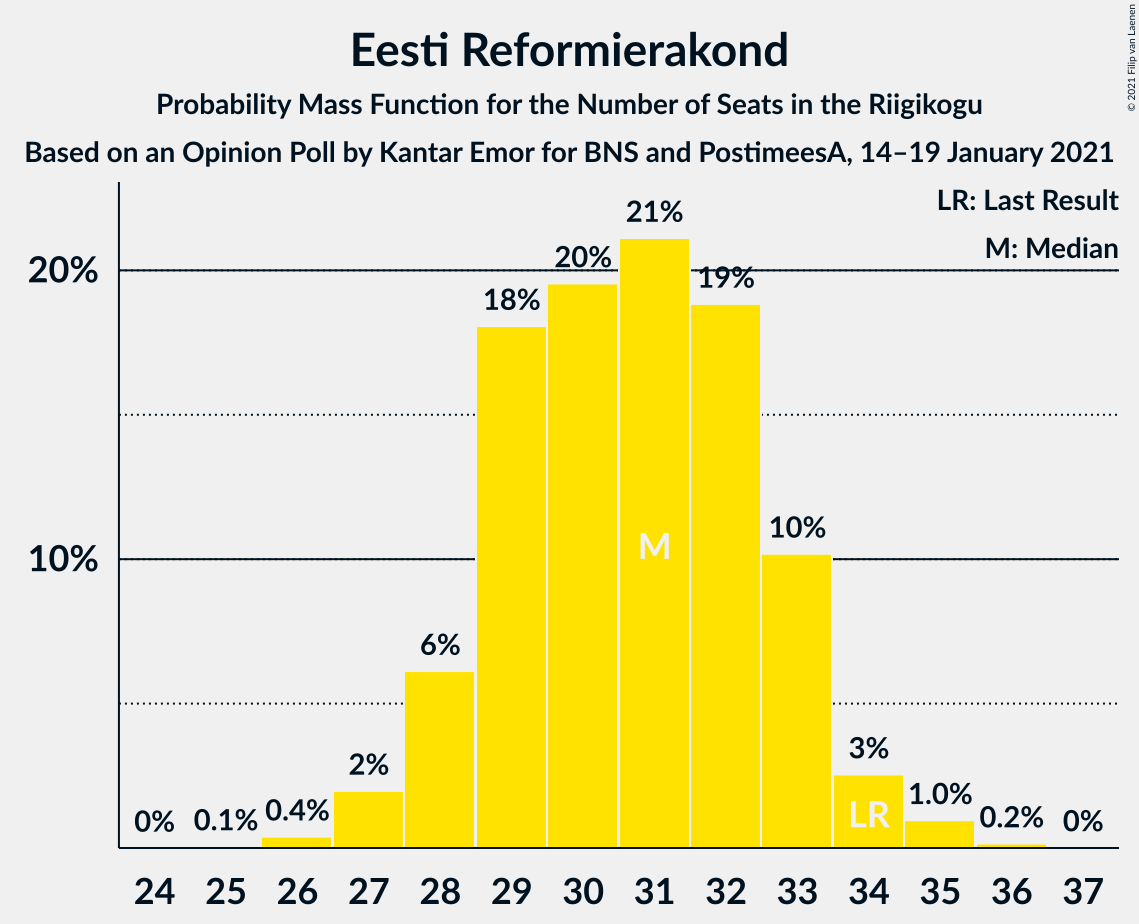 Eesti Reformierakond
Probability Mass Function for the Number of Seats in the Riigikogu
Based on an Opinion Poll by Kantar Emor for BNS and PostimeesA, 14–19 January 2021
© 2021 Filip van Laenen
LR: Last Result
M: Median
20%
10%
0%
0.1%
0.4%
2%
6%
18%
20%
21%
19%
10%
3%
1.0%
0.2%
0%
M
LR
24 25 26 27 28 29 30 31 32 33 34 35 36 37